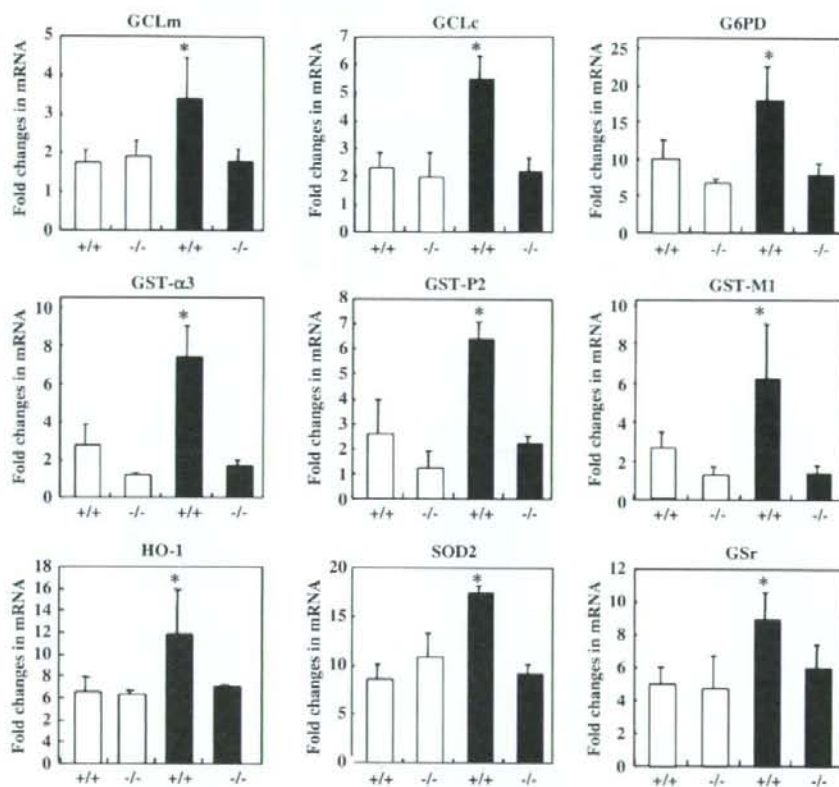 GCLm
Fold changes in mRNA
5
4
3
2
1
0
*
+/+ -/- +/+ -/-
GCLc
Fold changes in mRNA
7
6
5
4
3
2
1
0
*
+/+ -/- +/+ -/-
G6PD
Fold changes in mRNA
25
20
15
10
5
0
*
+/+ -/- +/+ -/-
GST-α3
Fold changes in mRNA
10
8
6
4
2
0
*
+/+ -/- +/+ -/-
GST-P2
Fold changes in mRNA
8
7
6
5
4
3
2
1
0
*
+/+ -/- +/+ -/-
GST-M1
Fold changes in mRNA
10
8
6
4
2
0
*
+/+ -/- +/+ -/-
HO-1
Fold changes in mRNA
18
16
14
12
10
8
6
*
+/+ -/- +/+ -/-
SOD2
Fold changes in mRNA
20
15
10
5
0
*
+/+ -/- +/+ -/-
GSr
Fold changes in mRNA
12
10
8
6
4
2
0
*
+/+ -/- +/+ -/-